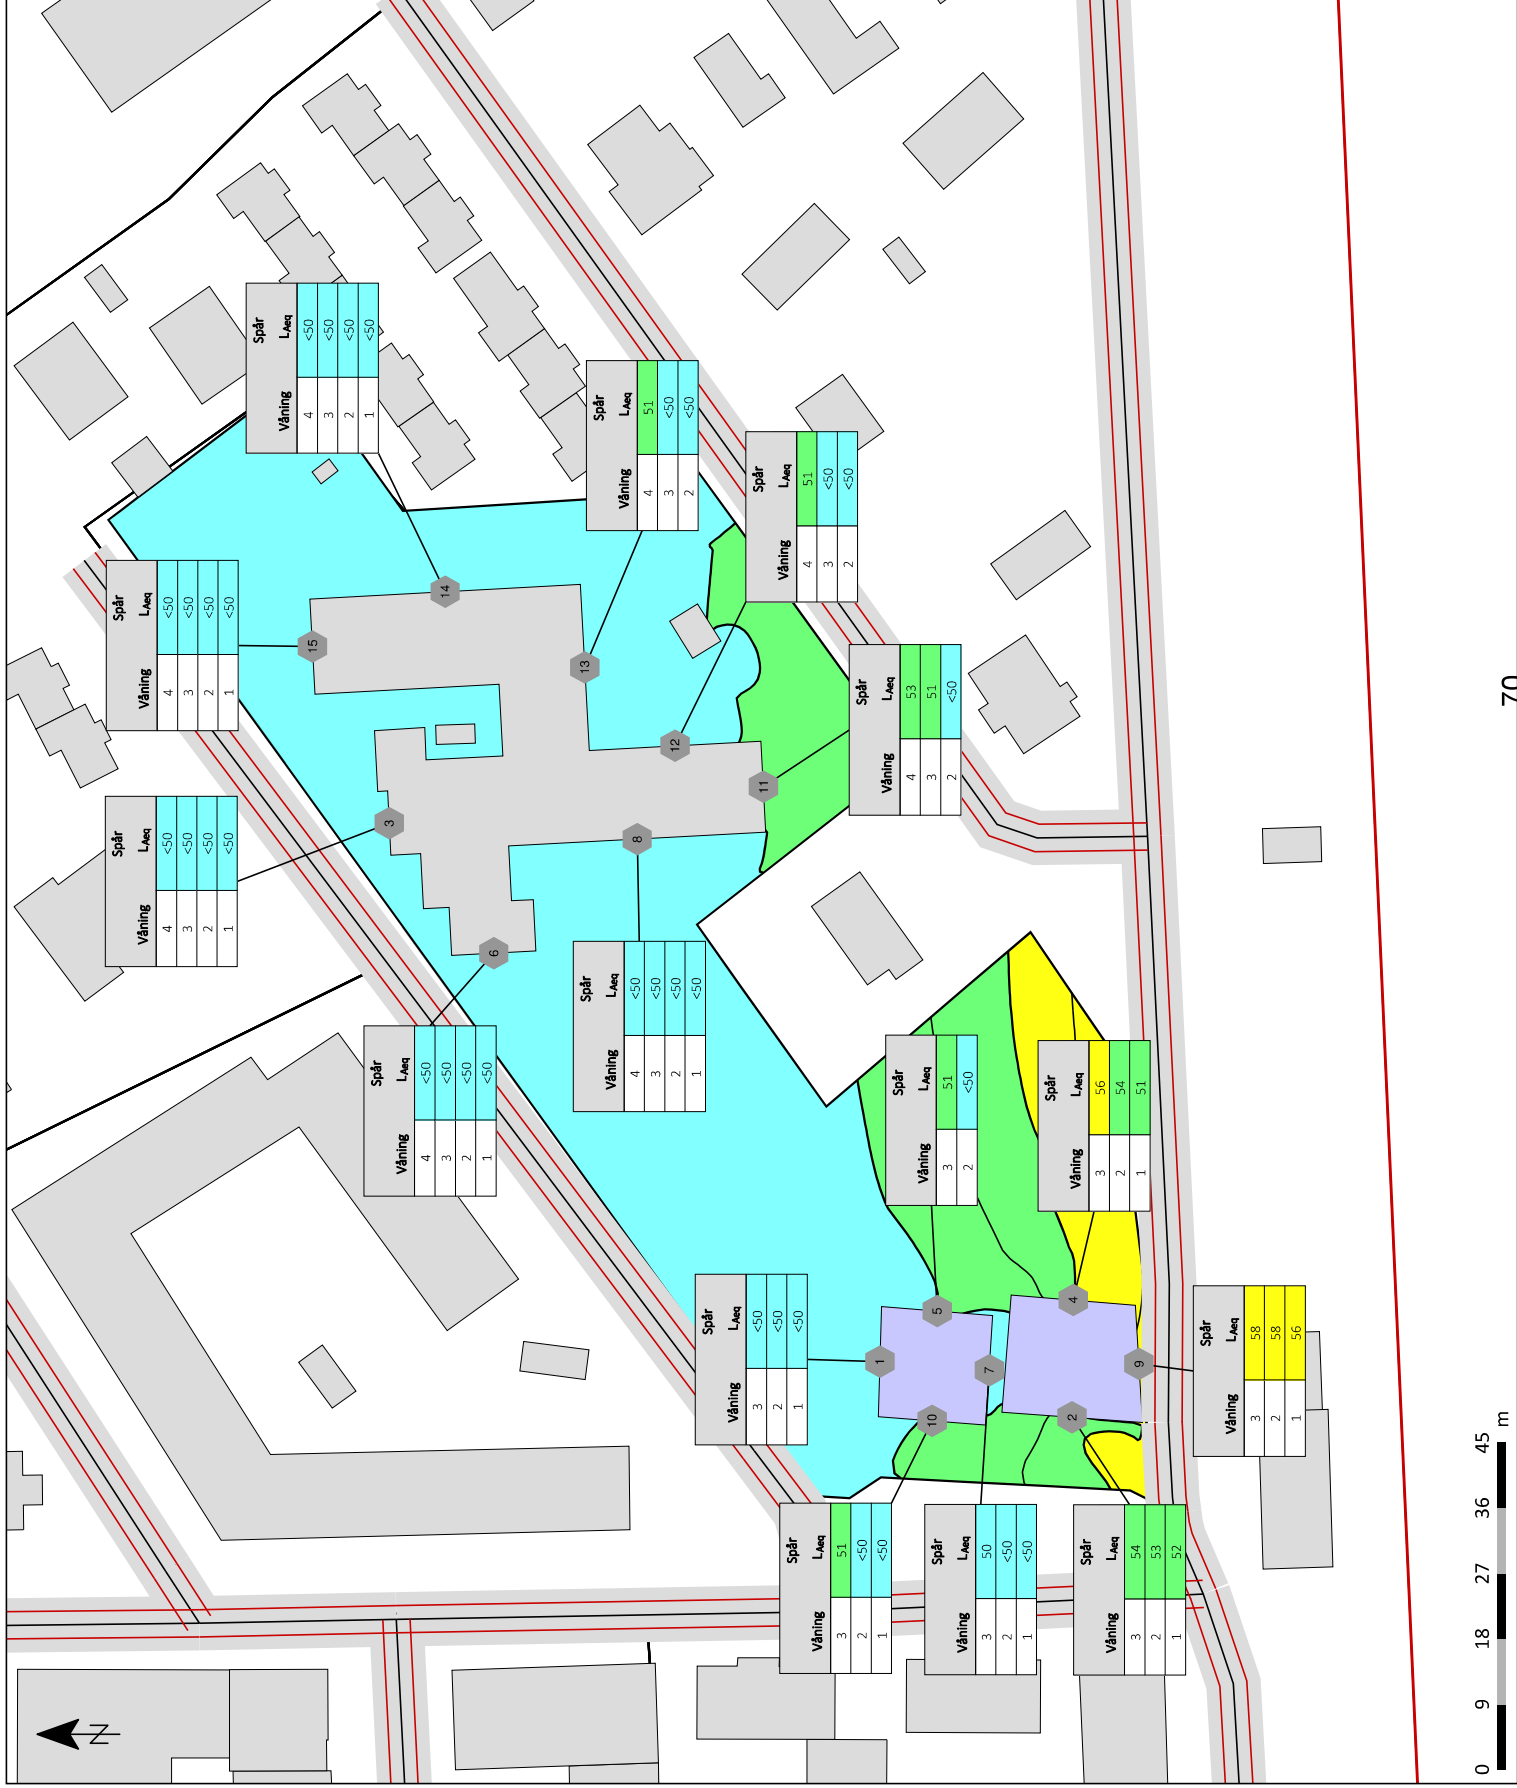 N
Spår
Våning LAeq
4 <50
3 <50
2 <50
1 <50
3
Spår
Våning LAeq
4 <50
3 <50
2 <50
1 <50
15
Spår
Våning LAeq
4 <50
3 <50
2 <50
1 <50
14
Spår
Våning LAeq
4 <50
3 <50
2 <50
1 <50
6
Spår
Våning LAeq
4 <50
3 <50
2 <50
1 <50
8
Spår
Våning LAeq
4 51
3 <50
2 <50
13
Spår
Våning LAeq
3 <50
2 <50
1 <50
1
Spår
Våning LAeq
4 51
3 <50
2 <50
12
Spår
Våning LAeq
3 51
2 <50
1 <50
10
Spår
Våning LAeq
4 53
3 51
2 <50
11
Spår
Våning LAeq
3 51
2 <50
5
Spår
Våning LAeq
3 50
2 <50
1 <50
7
Spår
Våning LAeq
3 56
2 54
1 51
4
Spår
Våning LAeq
3 54
2 53
1 52
2
Spår
Våning LAeq
3 58
2 58
1 56
9
0 9 18 27 36 45 m
70